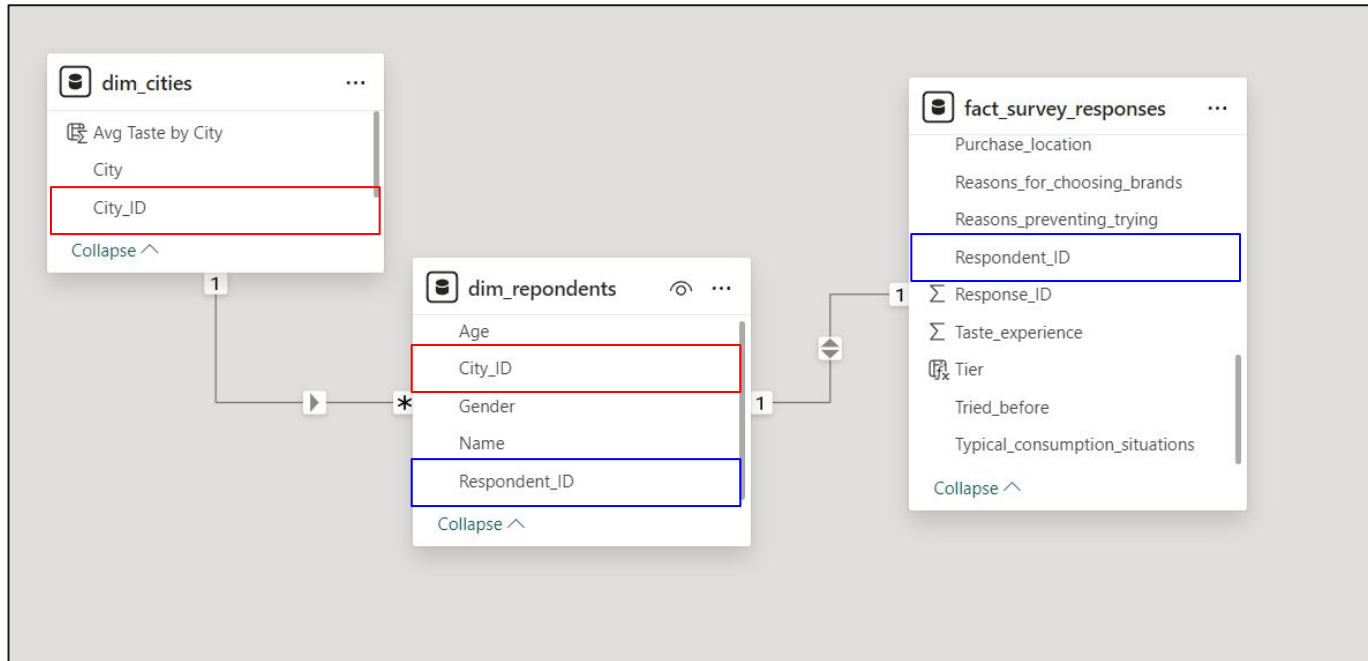 dim_cities
Avg Taste by City
City
City_ID
Collapse
1
dim_repondents
Age
City_ID
Gender
Name
Respondent_ID
Collapse
*
1
fact_survey_responses
Purchase_location
Reasons_for_choosing_brands
Reasons_preventing_trying
Respondent_ID
1
Response_ID
Taste_experience
Tier
Tried_before
Typical_consumption_situations
Collapse